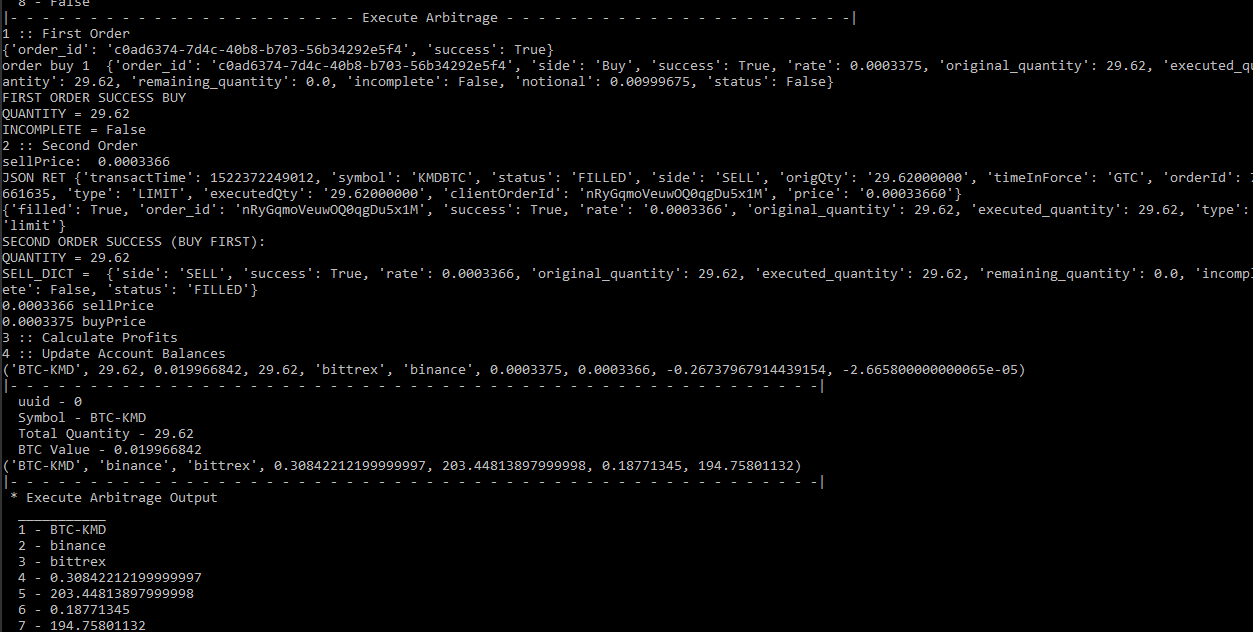 8 - False
|- - - - - - - - - - - - - - - - - - - - - - Execute Arbitrage - - - - - - - - - - - - - - - - - - - - - -|
1 :: First Order
{'order_id': 'c0ad6374-7d4c-40b8-b703-56b34292e5f4', 'success': True}
order buy 1  {'order_id': 'c0ad6374-7d4c-40b8-b703-56b34292e5f4', 'side': 'Buy', 'success': True, 'rate': 0.0003375, 'original_quantity': 29.62, 'executed_qu
antity': 29.62, 'remaining_quantity': 0.0, 'incomplete': False, 'notional': 0.00999675, 'status': False}
FIRST ORDER SUCCESS BUY
QUANTITY = 29.62
INCOMPLETE = False
2 :: Second Order
sellPrice:  0.0003366
JSON RET {'transactTime': 1522372249012, 'symbol': 'KMDBTC', 'status': 'FILLED', 'side': 'SELL', 'origQty': '29.62000000', 'timeInForce': 'GTC', 'orderId':
661635, 'type': 'LIMIT', 'executedQty': '29.62000000', 'clientOrderId': 'nRyGqmoVeuwOQ0qgDu5x1M', 'price': '0.00033660'}
{'filled': True, 'order_id': 'nRyGqmoVeuwOQ0qgDu5x1M', 'success': True, 'rate': '0.0003366', 'original_quantity': 29.62, 'executed_quantity': 29.62, 'type':
'limit'}
SECOND ORDER SUCCESS (BUY FIRST):
QUANTITY = 29.62
SELL_DICT =  {'side': 'SELL', 'success': True, 'rate': 0.0003366, 'original_quantity': 29.62, 'executed_quantity': 29.62, 'remaining_quantity': 0.0, 'incompl
ete': False, 'status': 'FILLED'}
0.0003366 sellPrice
0.0003375 buyPrice
3 :: Calculate Profits
4 :: Update Account Balances
('BTC-KMD', 29.62, 0.019966842, 29.62, 'bittrex', 'binance', 0.0003375, 0.0003366, -0.26737967914439154, -2.665800000000065e-05)
|- - - - - - - - - - - - - - - - - - - - - - - - - - - - - - - - - - - - - - - - - - - - - - - - - - -|
uuid - 0
Symbol - BTC-KMD
Total Quantity - 29.62
BTC Value - 0.019966842
('BTC-KMD', 'binance', 'bittrex', 0.30842212199999997, 203.44813897999998, 0.18771345, 194.75801132)
|- - - - - - - - - - - - - - - - - - - - - - - - - - - - - - - - - - - - - - - - - - - - - - - - - - -|
* Execute Arbitrage Output
___________
1 - BTC-KMD
2 - binance
3 - bittrex
4 - 0.30842212199999997
5 - 203.44813897999998
6 - 0.18771345
7 - 194.75801132